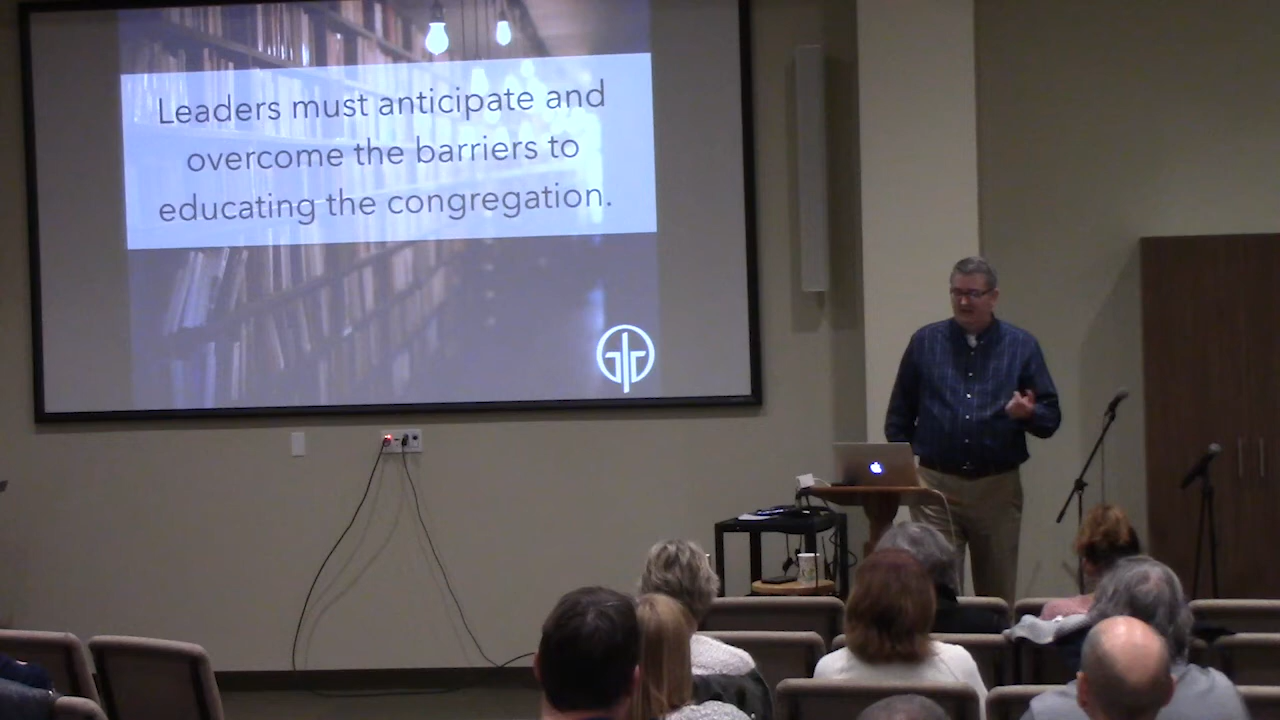 Leaders must anticipate and
overcome the barriers to
educating the congregation.